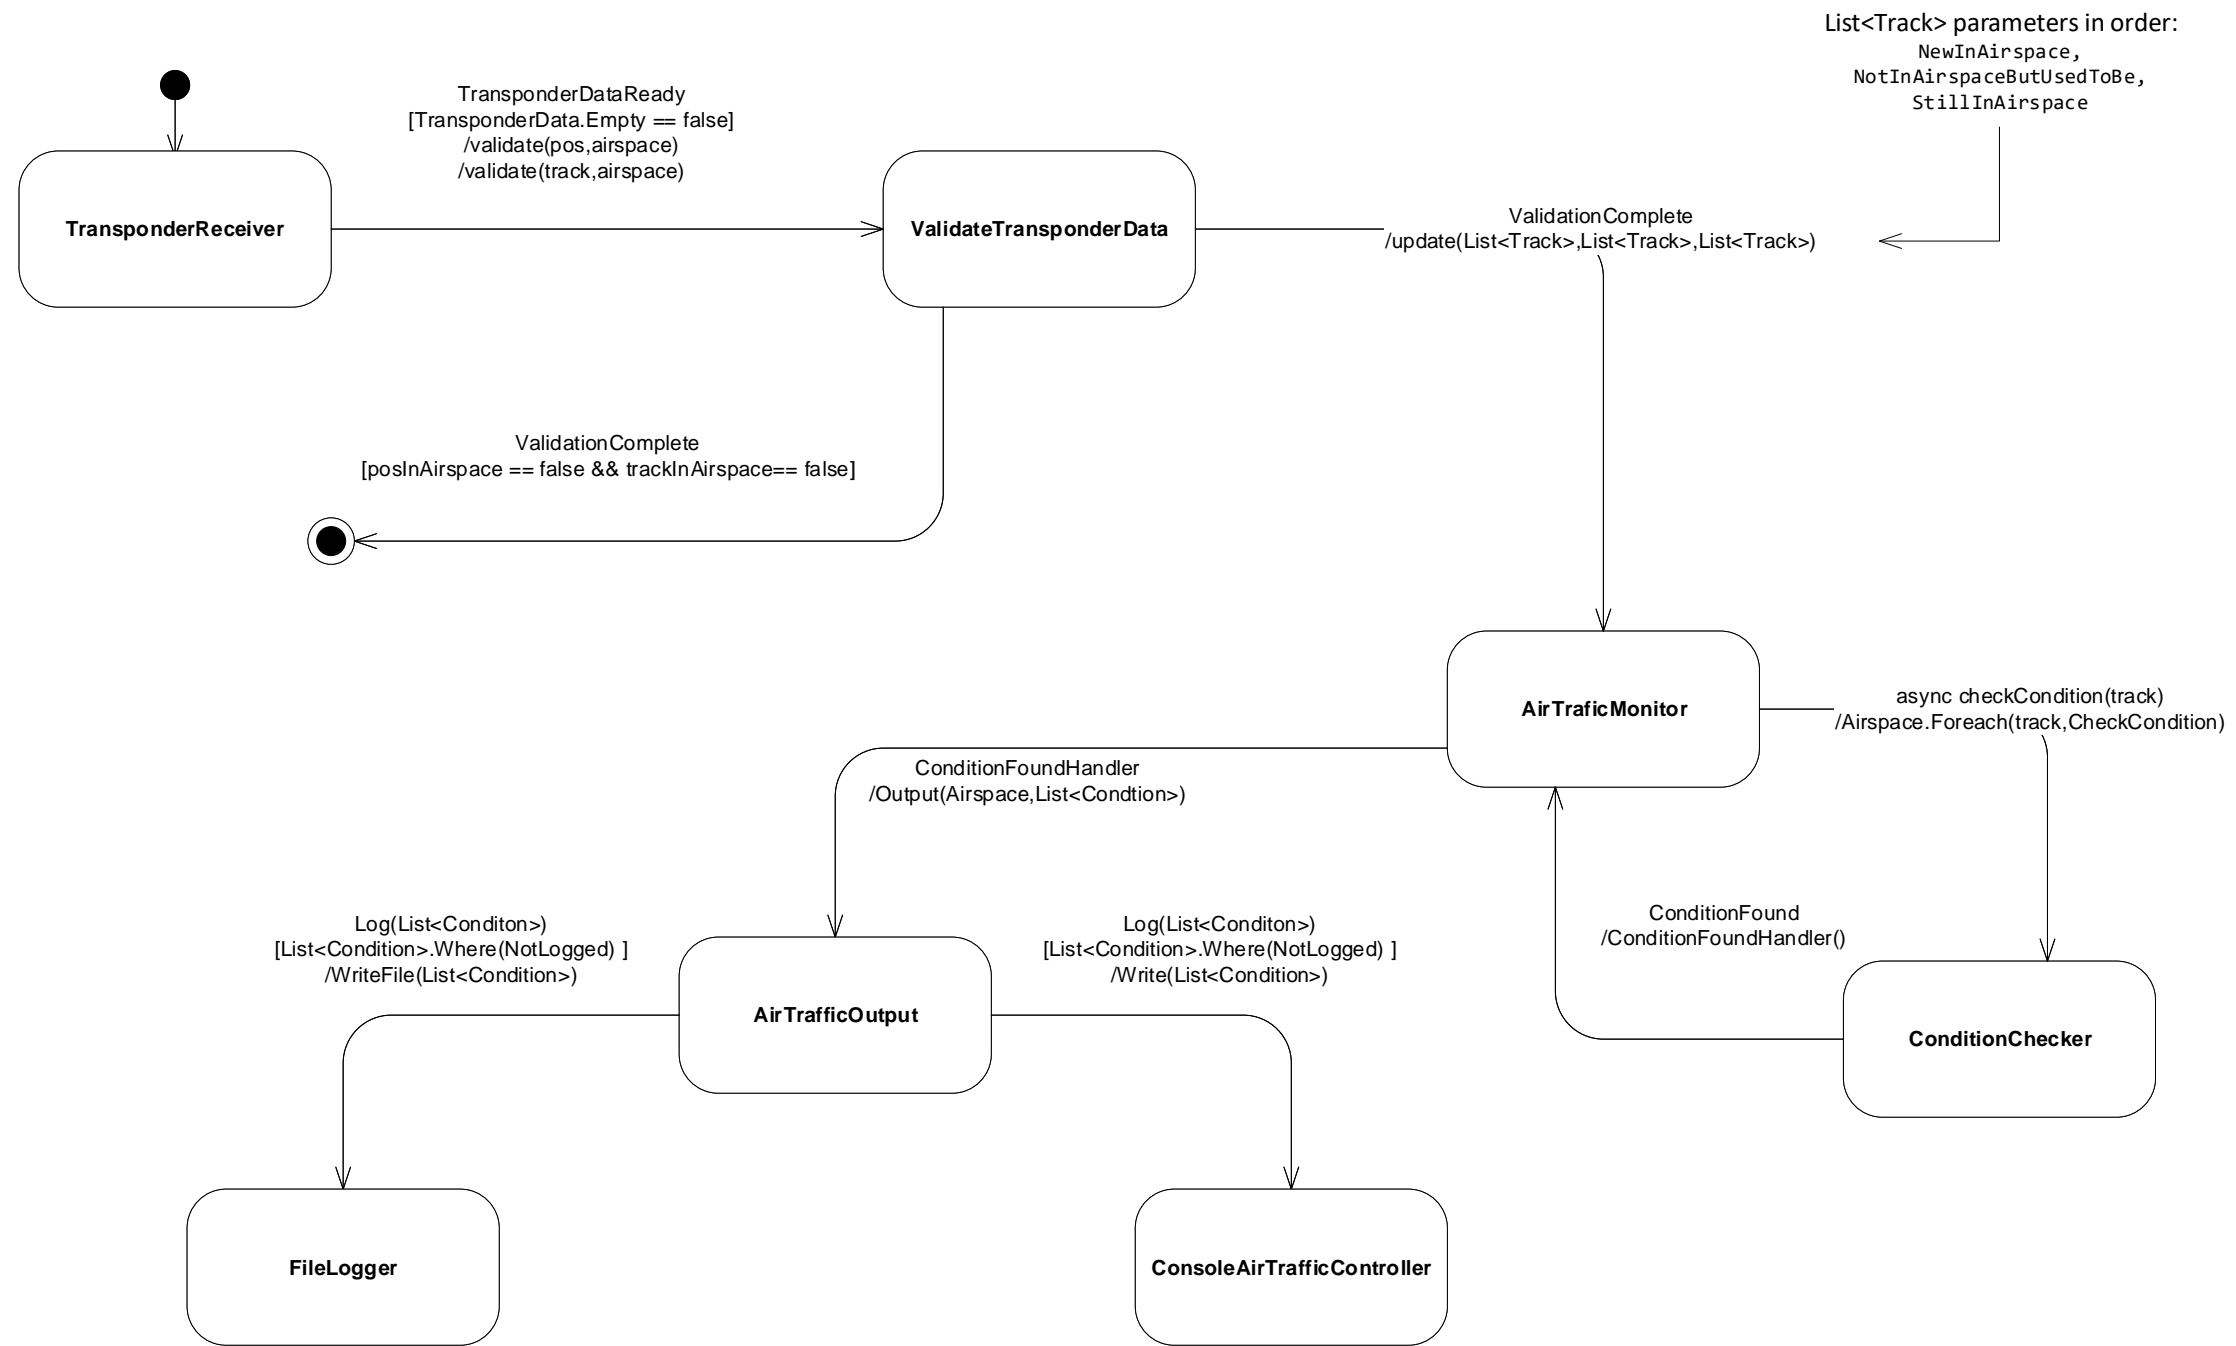 List<Track> parameters in order:
NewInAirspace,
NotInAirspaceButUsedToBe,
StillInAirspace
TransponderDataReady
[TransponderData.Empty == false]
/validate(pos,airspace)
/validate(track,airspace)
TransponderReceiver
ValidateTransponderData
ValidationComplete
/update(List<Track>,List<Track>,List<Track>)
ValidationComplete
[posInAirspace == false && trackInAirspace== false]
AirTraficMonitor
async checkCondition(track)
/Airspace.Foreach(track,CheckCondition)
ConditionFoundHandler
/Output(Airspace,List<Condtion>)
ConditionFound
/ConditionFoundHandler()
Log(List<Conditon>)
[List<Condition>.Where(NotLogged) ]
/WriteFile(List<Condition>)
Log(List<Conditon>)
[List<Condition>.Where(NotLogged) ]
/Write(List<Condition>)
AirTrafficOutput
ConditionChecker
FileLogger
ConsoleAirTrafficController